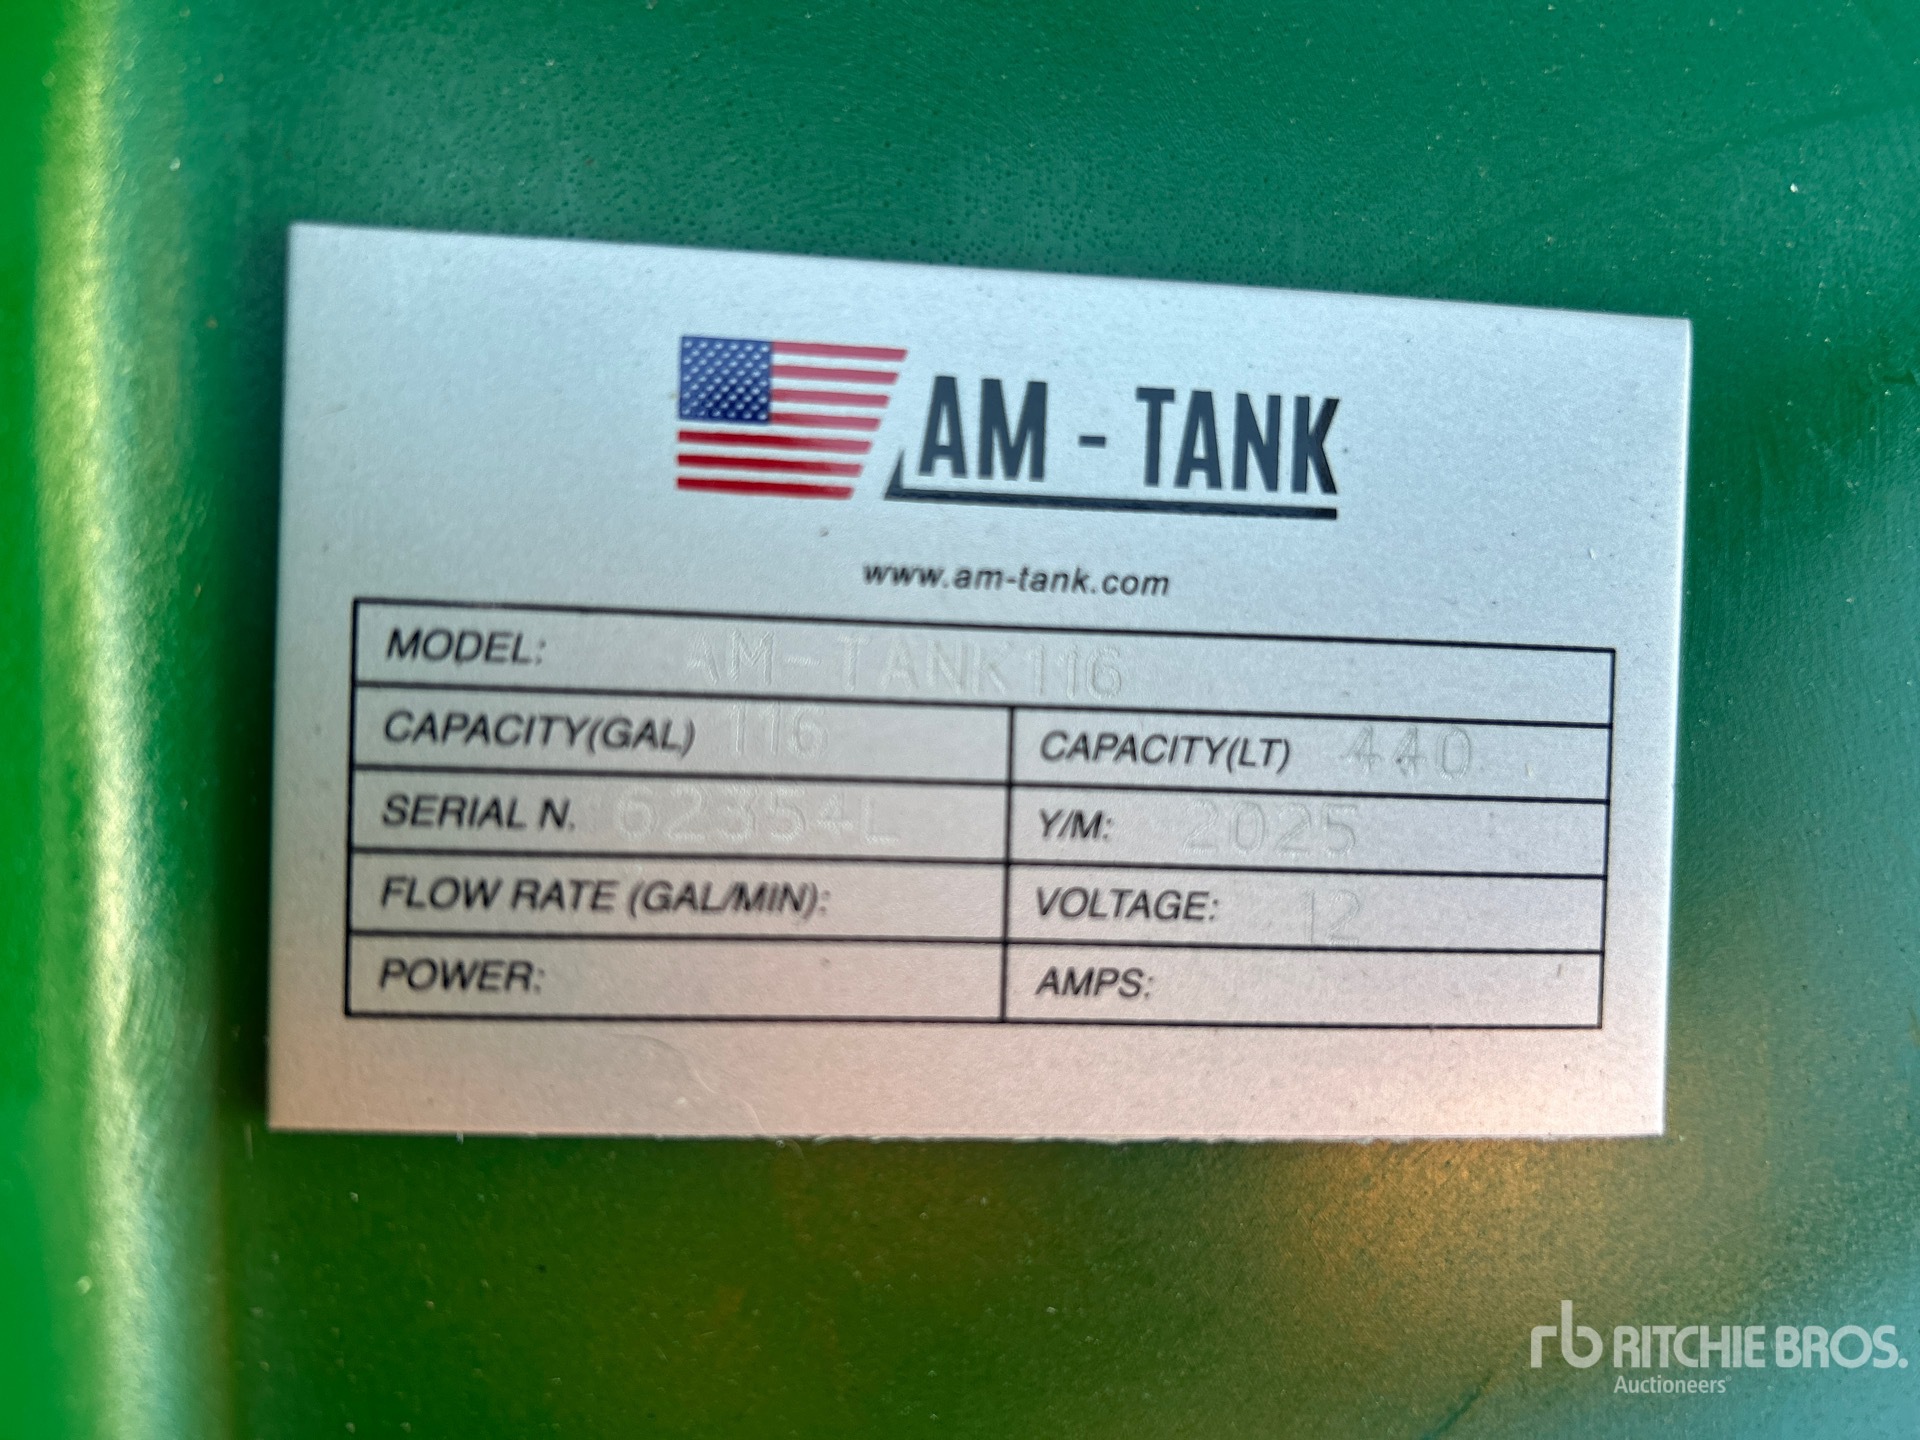 AM - TANK
www.am-tank.com
MODEL: AM-TANK116
CAPACITY(GAL) 116 CAPACITY(LT) 440
SERIAL N. 62354L Y/M: 2025
FLOW RATE (GAL/MIN): VOLTAGE: 12
POWER: AMPS:
rb RITCHIE BROS.
Auctioneers